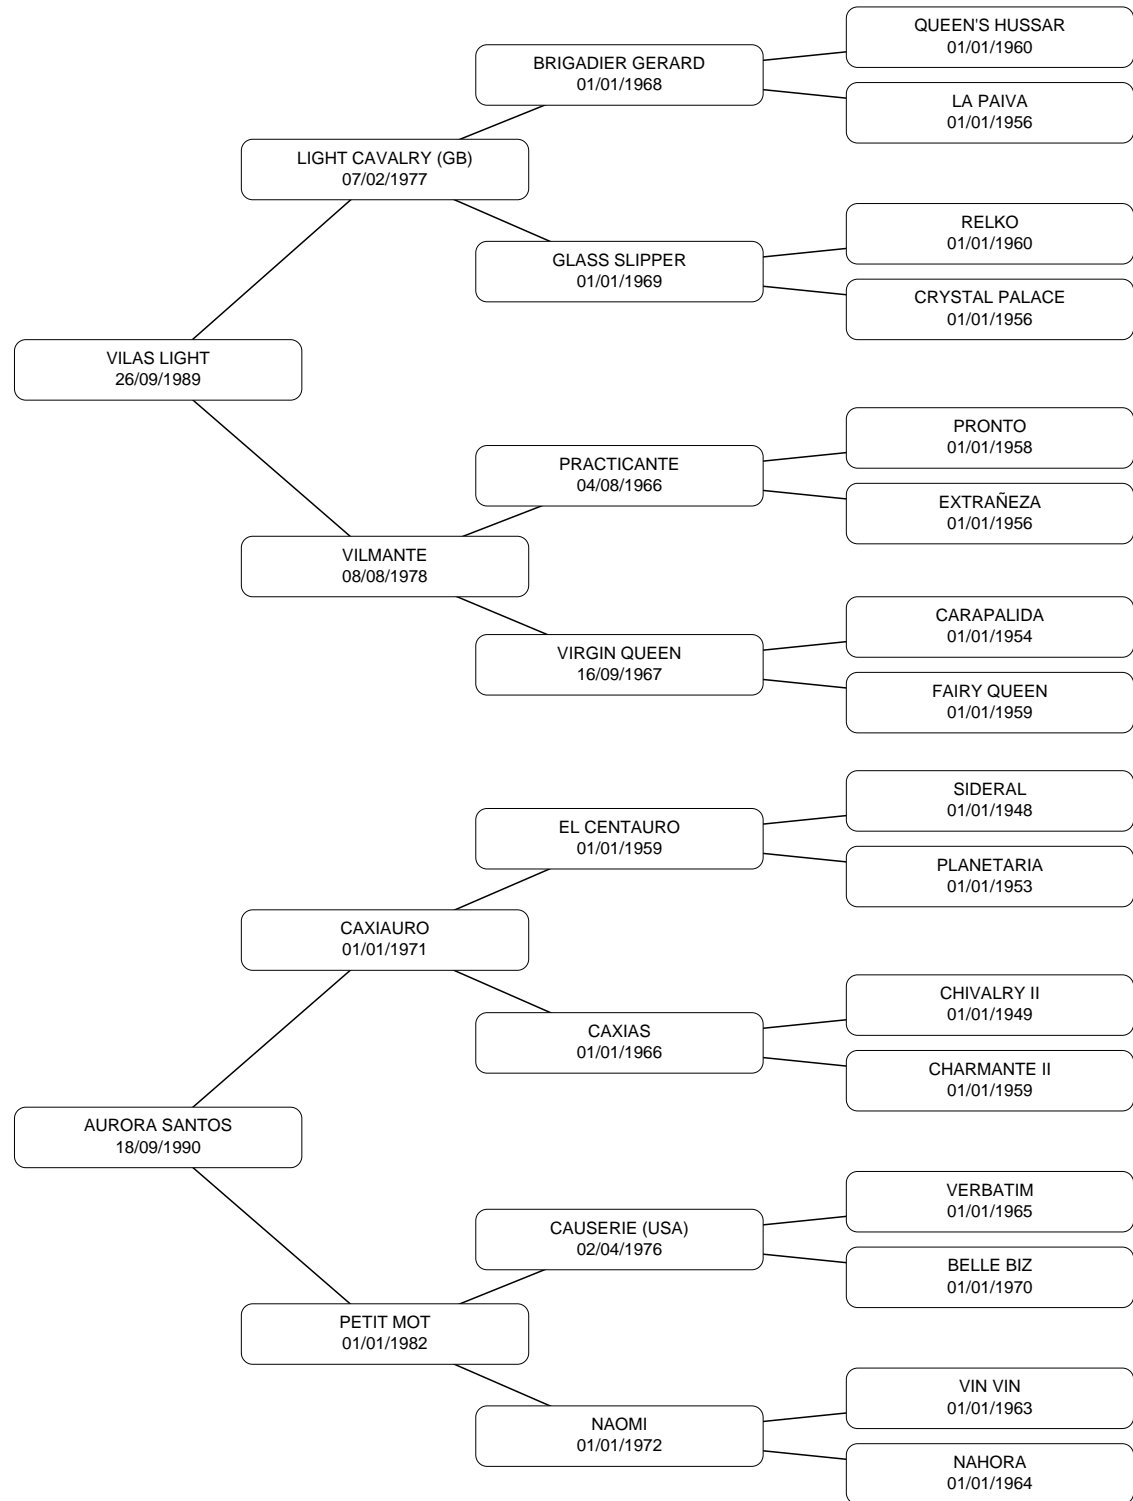 QUEEN'S HUSSAR
01/01/1960
BRIGADIER GERARD
01/01/1968
LA PAIVA
01/01/1956
LIGHT CAVALRY (GB)
07/02/1977
RELKO
01/01/1960
GLASS SLIPPER
01/01/1969
CRYSTAL PALACE
01/01/1956
VILAS LIGHT
26/09/1989
PRONTO
01/01/1958
PRACTICANTE
04/08/1966
EXTRAÑEZA
01/01/1956
VILMANTE
08/08/1978
CARAPALIDA
01/01/1954
VIRGIN QUEEN
16/09/1967
FAIRY QUEEN
01/01/1959
SIDERAL
01/01/1948
EL CENTAURO
01/01/1959
PLANETARIA
01/01/1953
CAXIAURO
01/01/1971
CHIVALRY II
01/01/1949
CAXIAS
01/01/1966
CHARMANTE II
01/01/1959
AURORA SANTOS
18/09/1990
VERBATIM
01/01/1965
CAUSERIE (USA)
02/04/1976
BELLE BIZ
01/01/1970
PETIT MOT
01/01/1982
VIN VIN
01/01/1963
NAOMI
01/01/1972
NAHORA
01/01/1964